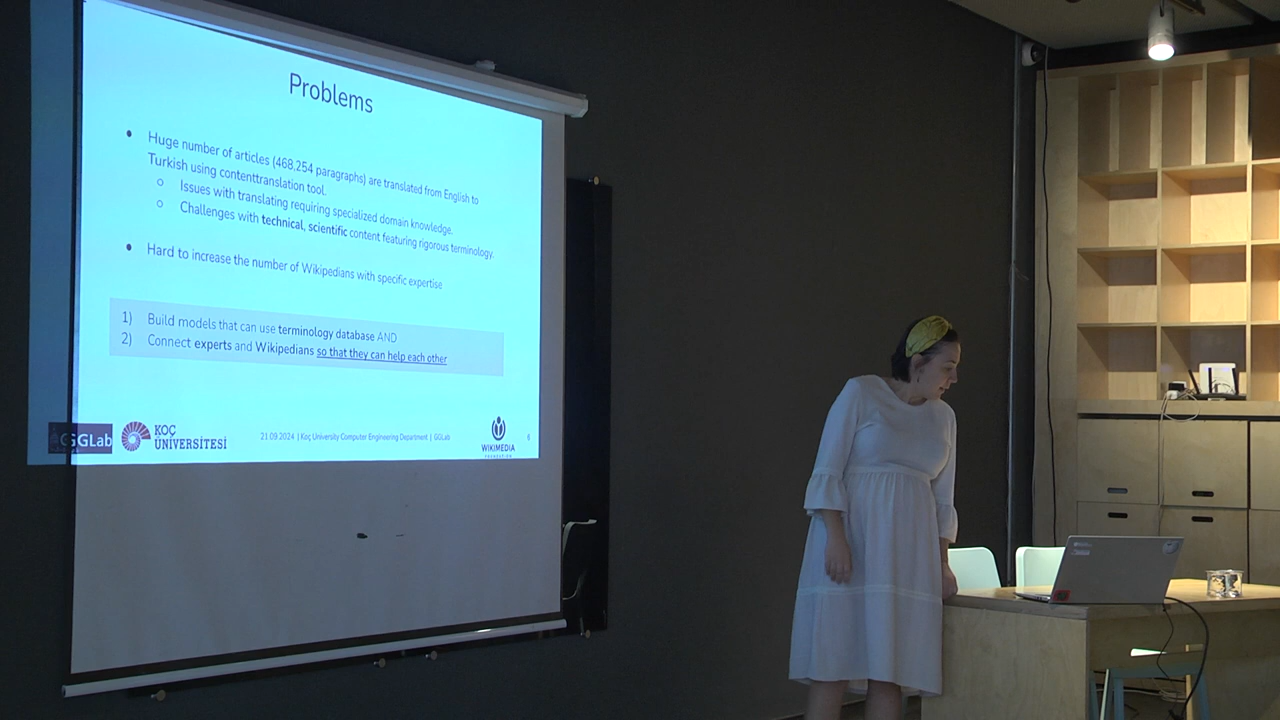 Problems
● Huge number of articles (468,254 paragraphs) are translated from English to
Turkish using contenttranslation tool.
○ Issues with translating requiring specialized domain knowledge.
○ Challenges with technical, scientific content featuring rigorous terminology.
● Hard to increase the number of Wikipedians with specific expertise
1) Build models that can use terminology database AND
2) Connect experts and Wikipedians so that they can help each other
GGLab
KOÇ
ÜNİVERSİTESİ
21.09.2024 | Koç University Computer Engineering Department | GGLab
WIKIMEDIA
FOUNDATION
6